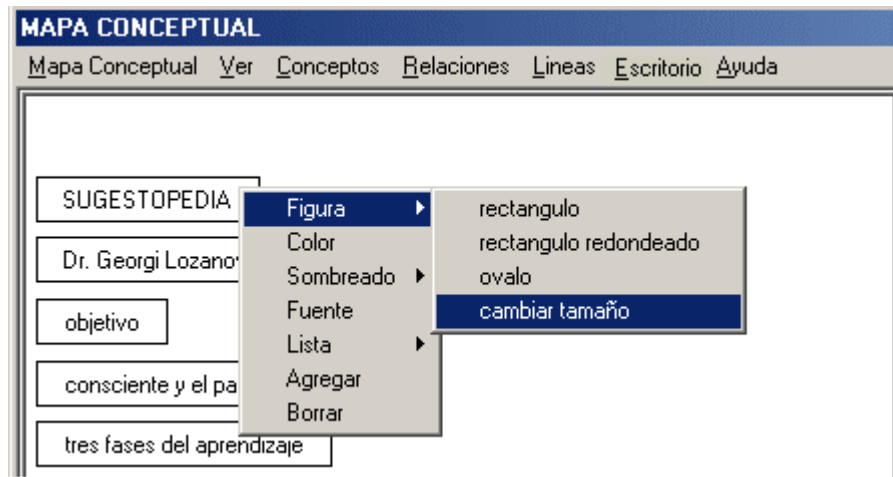 MAPA CONCEPTUAL
Mapa Conceptual Ver Conceptos Relaciones Lineas Escritorio Ayuda
SUGESTOPEDIA
Dr. Georgi Lozano
objetivo
consciente y el pa
tres fases del aprendizaje
Figura
Color
Sombreado
Fuente
Lista
Agregar
Borrar
rectangulo
rectangulo redondeado
ovalo
cambiar tamaño